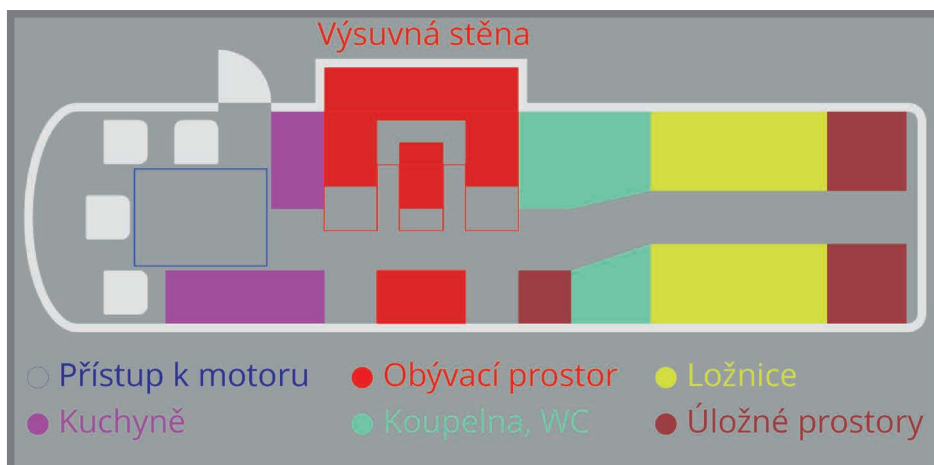 Výsuvná stěna
Přístup k motoru
Obývací prostor
Ložnice
Kuchyně
Koupelna, WC
Úložné prostory